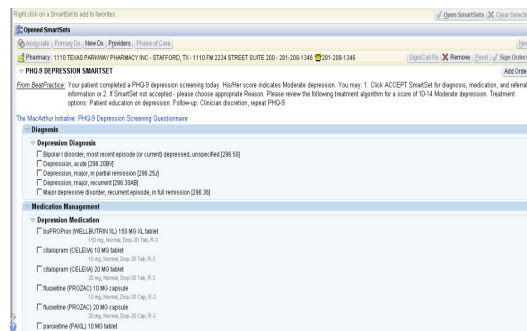 Right click on a SmartSet to add to favorites.
Open SmartSets Clear Selecte
Opened SmartSets
Associate Primary Dx New Dx Providers Phase of Care
Pharmacy: 1110 TEXAS PARKWAY PHARMACY INC - STAFFORD, TX - 1110 FM 2234 STREET SUITE 200 - 281-208-1346 281-208-1346 Sign/Call Rx Remove Pend Sign Orders
PHQ-9 DEPRESSION SMARTSET Add Orde
From BestPractice: Your patient completed a PHQ-9 depression screening today. His/Her score indicates Moderate depression. You may: 1. Click ACCEPT SmartSet for diagnosis, medication, and referral
information or 2. If SmartSet not accepted - please choose appropriate Reason. Please review the following treatment algorithm for a score of 10-14 Moderate depression. Treatment
options: Patient education on depression. Follow-up: Clinician discretion, repeat PHQ-9.
The MacArthur Initiative: PHQ-9 Depression Screening Questionnaire
Diagnosis
Depression Diagnosis
Bipolar I disorder, most recent episode (or current) depressed, unspecified [296.50]
Depression, acute [296.20BV]
Depression, major, in partial remission [296.25J]
Depression, major, recurrent [296.30AB]
Major depressive disorder, recurrent episode, in full remission [296.36]
Medication Management
Depression Medication
buPROPion (WELLBUTRIN XL) 150 MG XL tablet
150 mg, Normal, Disp-30 Tab, R-3
citalopram (CELEXA) 10 MG tablet
10 mg, Normal, Disp-30 Tab, R-3
citalopram (CELEXA) 20 MG tablet
20 mg, Normal, Disp-30 Tab, R-3
fluoxetine (PROZAC) 10 MG capsule
10 mg, Normal, Disp-30 Cap, R-3
fluoxetine (PROZAC) 20 MG capsule
20 mg, Normal, Disp-30 Cap, R-3
paroxetine (PAXIL) 10 MG tablet